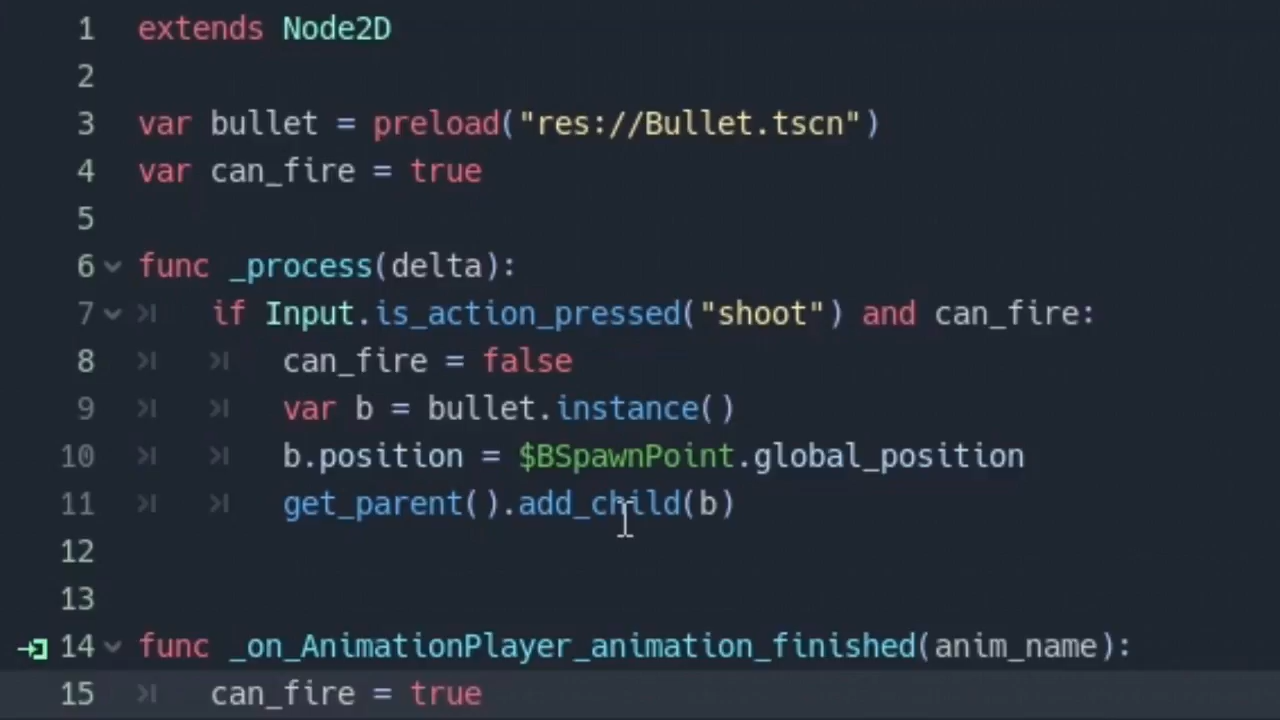 1 extends Node2D
2
3 var bullet = preload("res://Bullet.tscn")
4 var can_fire = true
5
6 func _process(delta):
7 if Input.is_action_pressed("shoot") and can_fire:
8 can_fire = false
9 var b = bullet.instance()
10 b.position = $BSpawnPoint.global_position
11 get_parent().add_child(b)
12
13
14 func _on_AnimationPlayer_animation_finished(anim_name):
15 can_fire = true